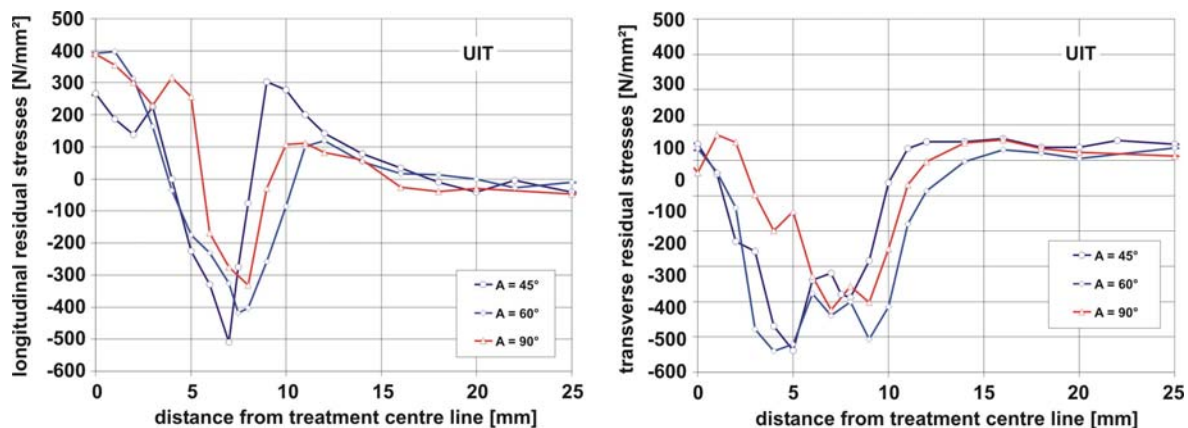 longitudinal residual stresses [N/mm²]
500
400
300
200
100
0
-100
-200
-300
-400
-500
-600
UIT
A = 45°
A = 60°
A = 90°
0 5 10 15 20 25
distance from treatment centre line [mm]
transverse residual stresses [N/mm²]
500
400
300
200
100
0
-100
-200
-300
-400
-500
-600
UIT
A = 45°
A = 60°
A = 90°
0 5 10 15 20 25
distance from treatment centre line [mm]